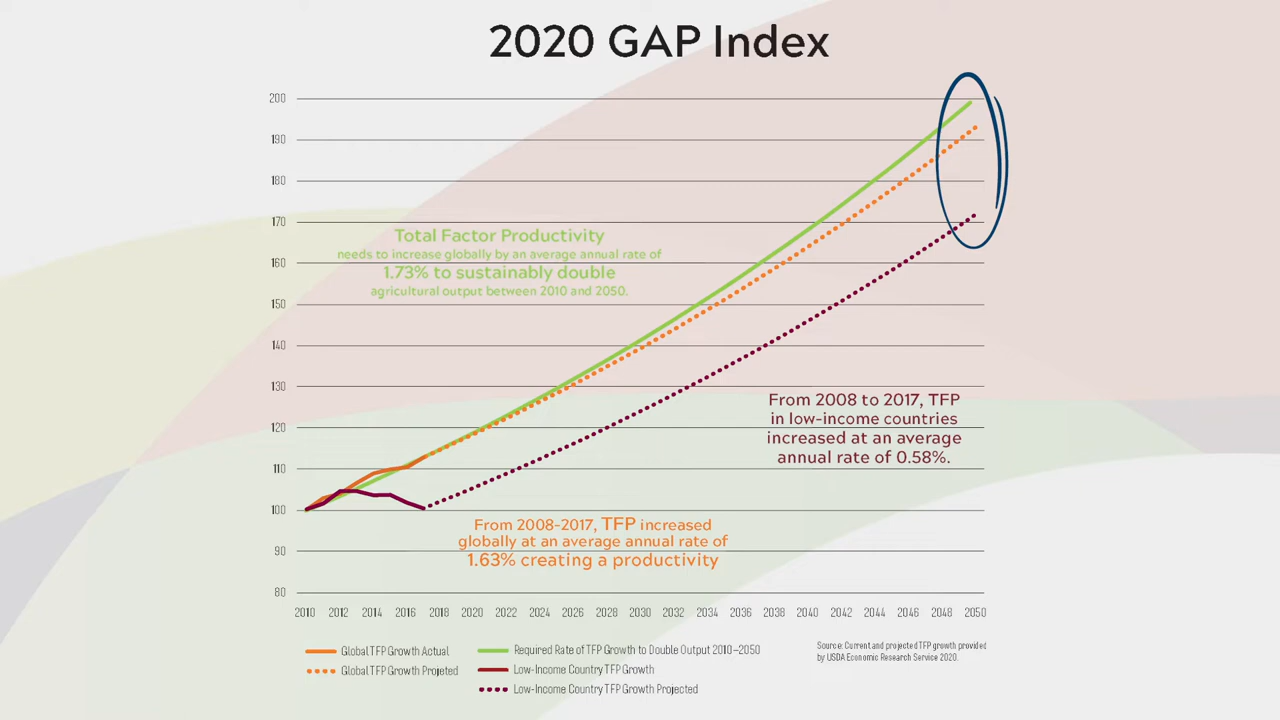 2020 GAP Index
200
190
180
170
160
150
140
130
120
110
100
90
80
Total Factor Productivity
needs to increase globally by an average annual rate of
1.73% to sustainably double
agricultural output between 2010 and 2050.
From 2008 to 2017, TFP
in low-income countries
increased at an average
annual rate of 0.58%.
From 2008-2017, TFP increased
globally at an average annual rate of
1.63% creating a productivity
2010 2012 2014 2016 2018 2020 2022 2024 2026 2028 2030 2032 2034 2036 2038 2040 2042 2044 2046 2048 2050
Global TFP Growth Actual
Global TFP Growth Projeted
Required Rate of TFP Growth to Double Output 2010–2050
Low-Income Country TFP Growth
Low-Income Country TFP Growth Projected
Source: Current and projected TFP growth provided
by USDA Economic Research Service 2020.